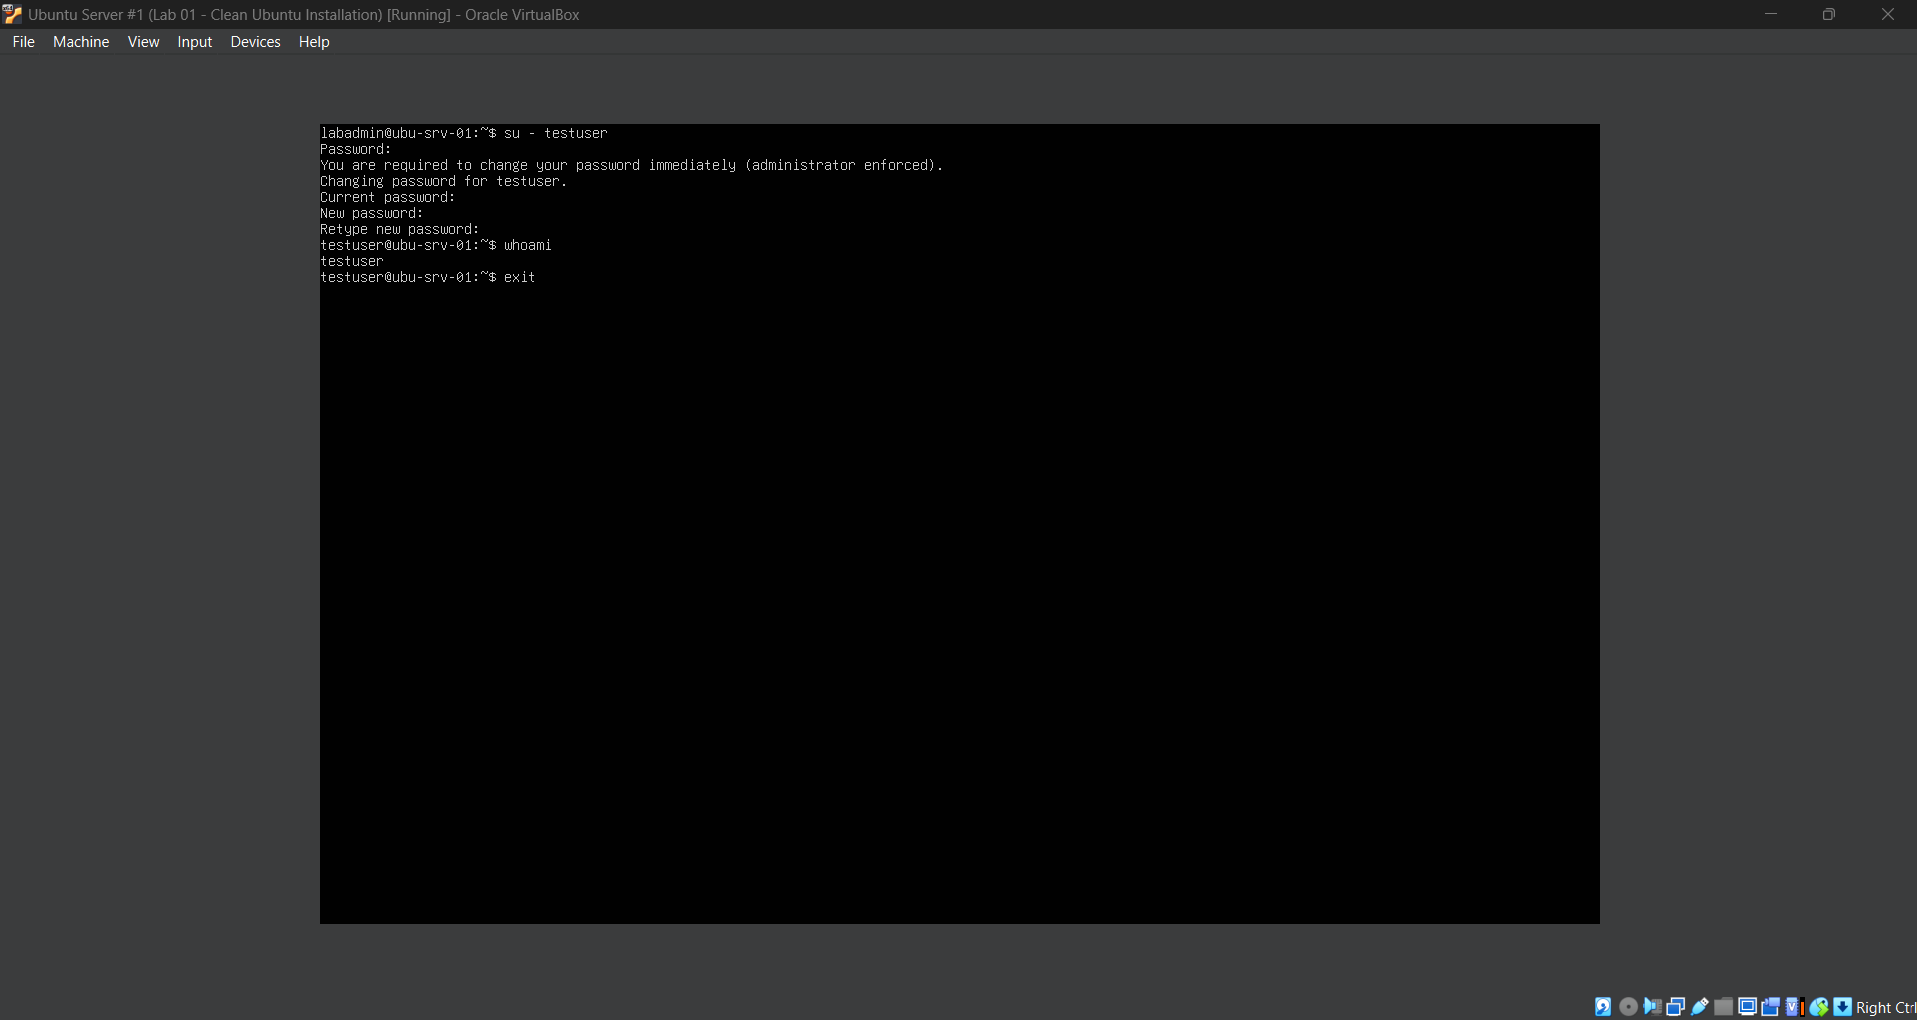 Ubuntu Server #1 (Lab 01 - Clean Ubuntu Installation) [Running] - Oracle VirtualBox
File Machine View Input Devices Help
labadmin@ubu-srv-01:~$ su - testuser
Password:
You are required to change your password immediately (administrator enforced).
Changing password for testuser.
Current password:
New password:
Retype new password:
testuser@ubu-srv-01:~$ whoami
testuser
testuser@ubu-srv-01:~$ exit
Right Ctrl